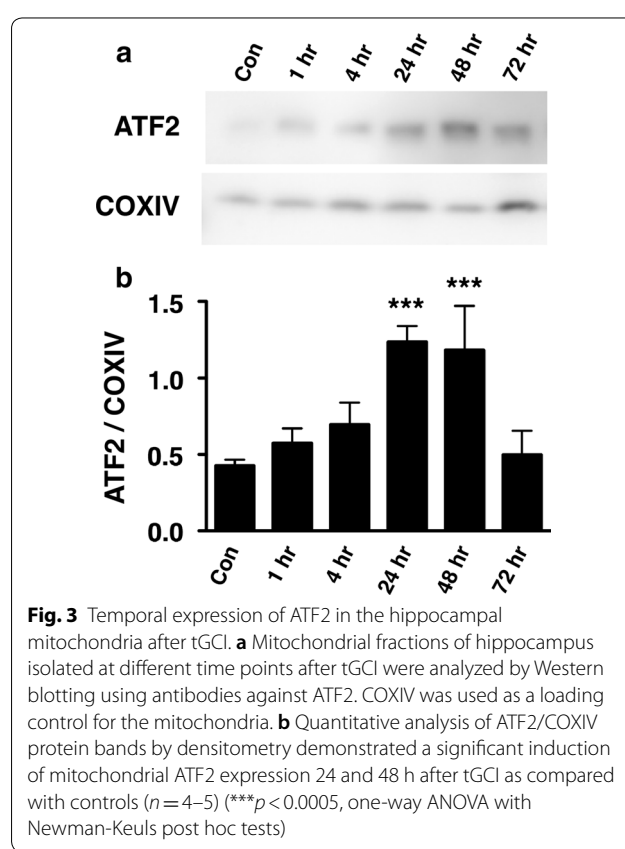 a
Con 1 hr 4 hr 24 hr 48 hr 72 hr
ATF2
COXIV
b
*** ***
1.5
1.0
0.5
0.0
ATF2 / COXIV
Con 1 hr 4 hr 24 hr 48 hr 72 hr
Fig. 3 Temporal expression of ATF2 in the hippocampal
mitochondria after tGCI. a Mitochondrial fractions of hippocampus
isolated at different time points after tGCI were analyzed by Western
blotting using antibodies against ATF2. COXIV was used as a loading
control for the mitochondria. b Quantitative analysis of ATF2/COXIV
protein bands by densitometry demonstrated a significant induction
of mitochondrial ATF2 expression 24 and 48 h after tGCI as compared
with controls (n = 4–5) (***p < 0.0005, one-way ANOVA with
Newman-Keuls post hoc tests)